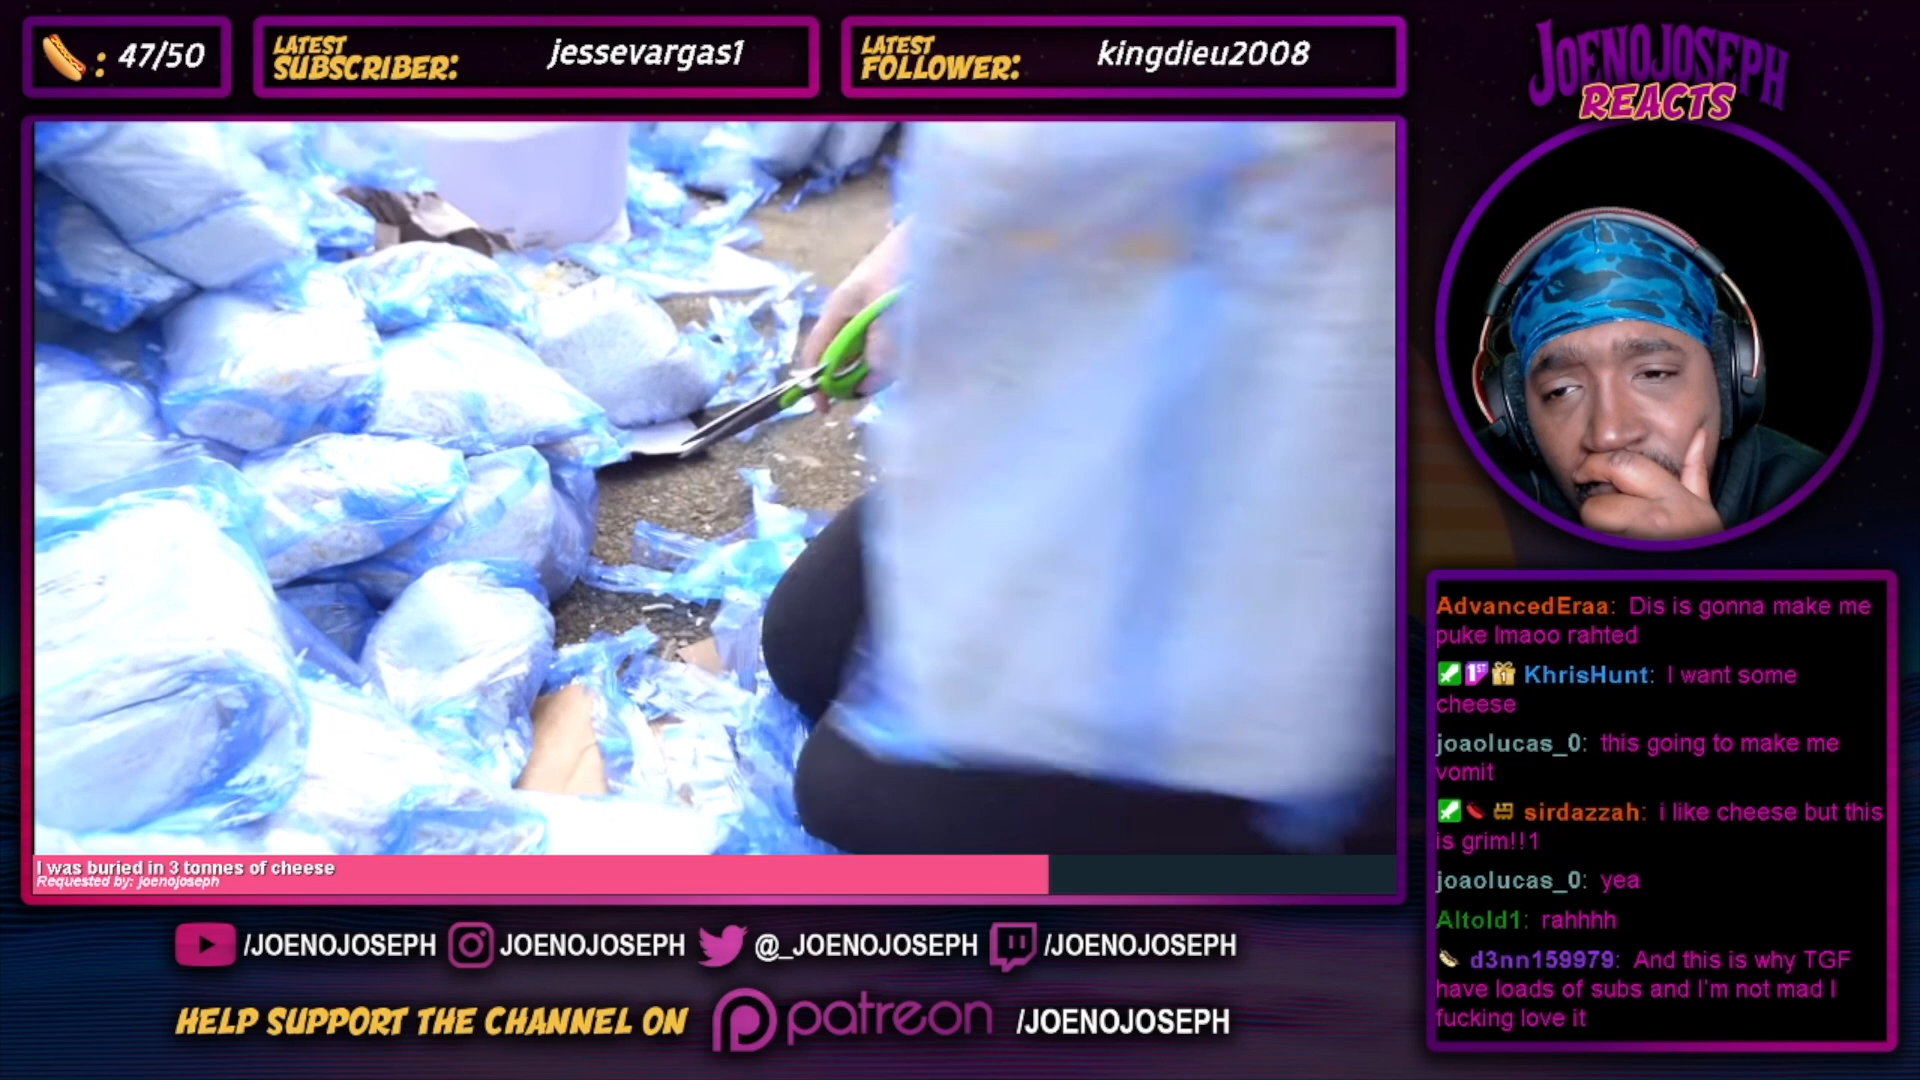 : 47/50
LATEST SUBSCRIBER: jessevargas1
LATEST FOLLOWER: kingdieu2008
JOENOJOSEPH
REACTS
I was buried in 3 tonnes of cheese
Requested by: joenojoseph
AdvancedEraa: Dis is gonna make me
puke lmaoo rahted
1ST 1 KhrisHunt: I want some
cheese
joaolucas_0: this going to make me
vomit
sirdazzah: i like cheese but this
is grim!!1
joaolucas_0: yea
Altold1: rahhhh
d3nn159979: And this is why TGF
have loads of subs and I'm not mad I
fucking love it
/JOENOJOSEPH JOENOJOSEPH @_JOENOJOSEPH /JOENOJOSEPH
HELP SUPPORT THE CHANNEL ON patreon /JOENOJOSEPH